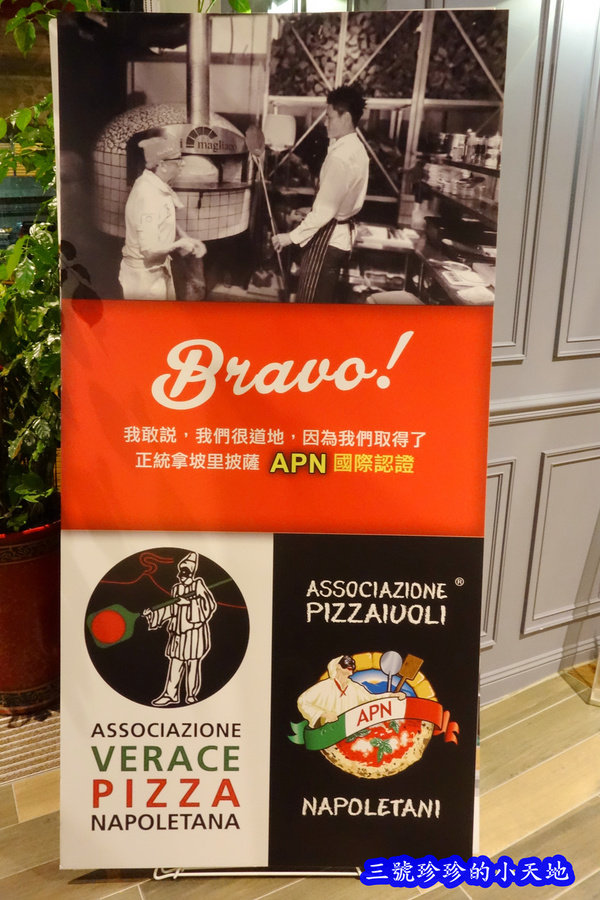 magliano
Bravo!
我敢說，我們很道地，因為我們取得了
正統拿坡里披薩 APN 國際認證
ASSOCIAZIONE
VERACE
PIZZA
NAPOLETANA
ASSOCIAZIONE ®
PIZZAIUOLI
APN
NAPOLETANI
三號珍珍的小天地